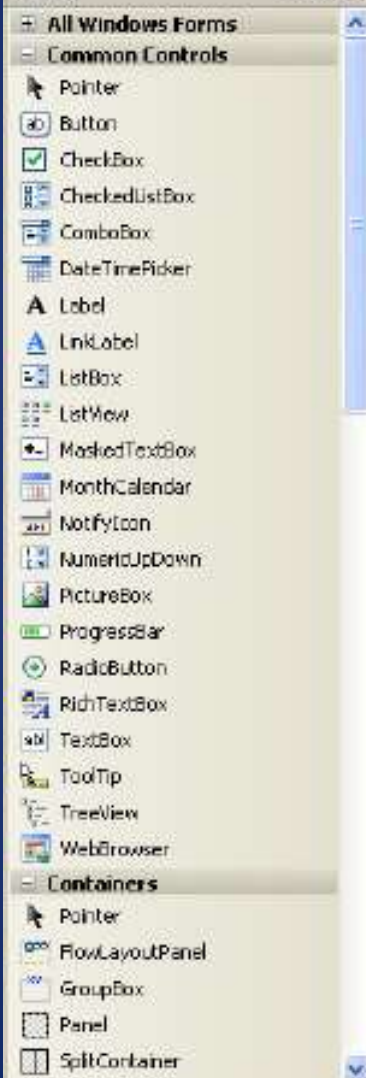 All Windows Forms
Common Controls
Pointer
Button
CheckBox
CheckedListBox
ComboBox
DateTimePicker
Label
LinkLabel
ListBox
ListView
MaskedTextBox
MonthCalendar
NotifyIcon
NumericUpDown
PictureBox
ProgressBar
RadioButton
RichTextBox
TextBox
ToolTip
TreeView
WebBrowser
Containers
Pointer
FlowLayoutPanel
GroupBox
Panel
SplitContainer